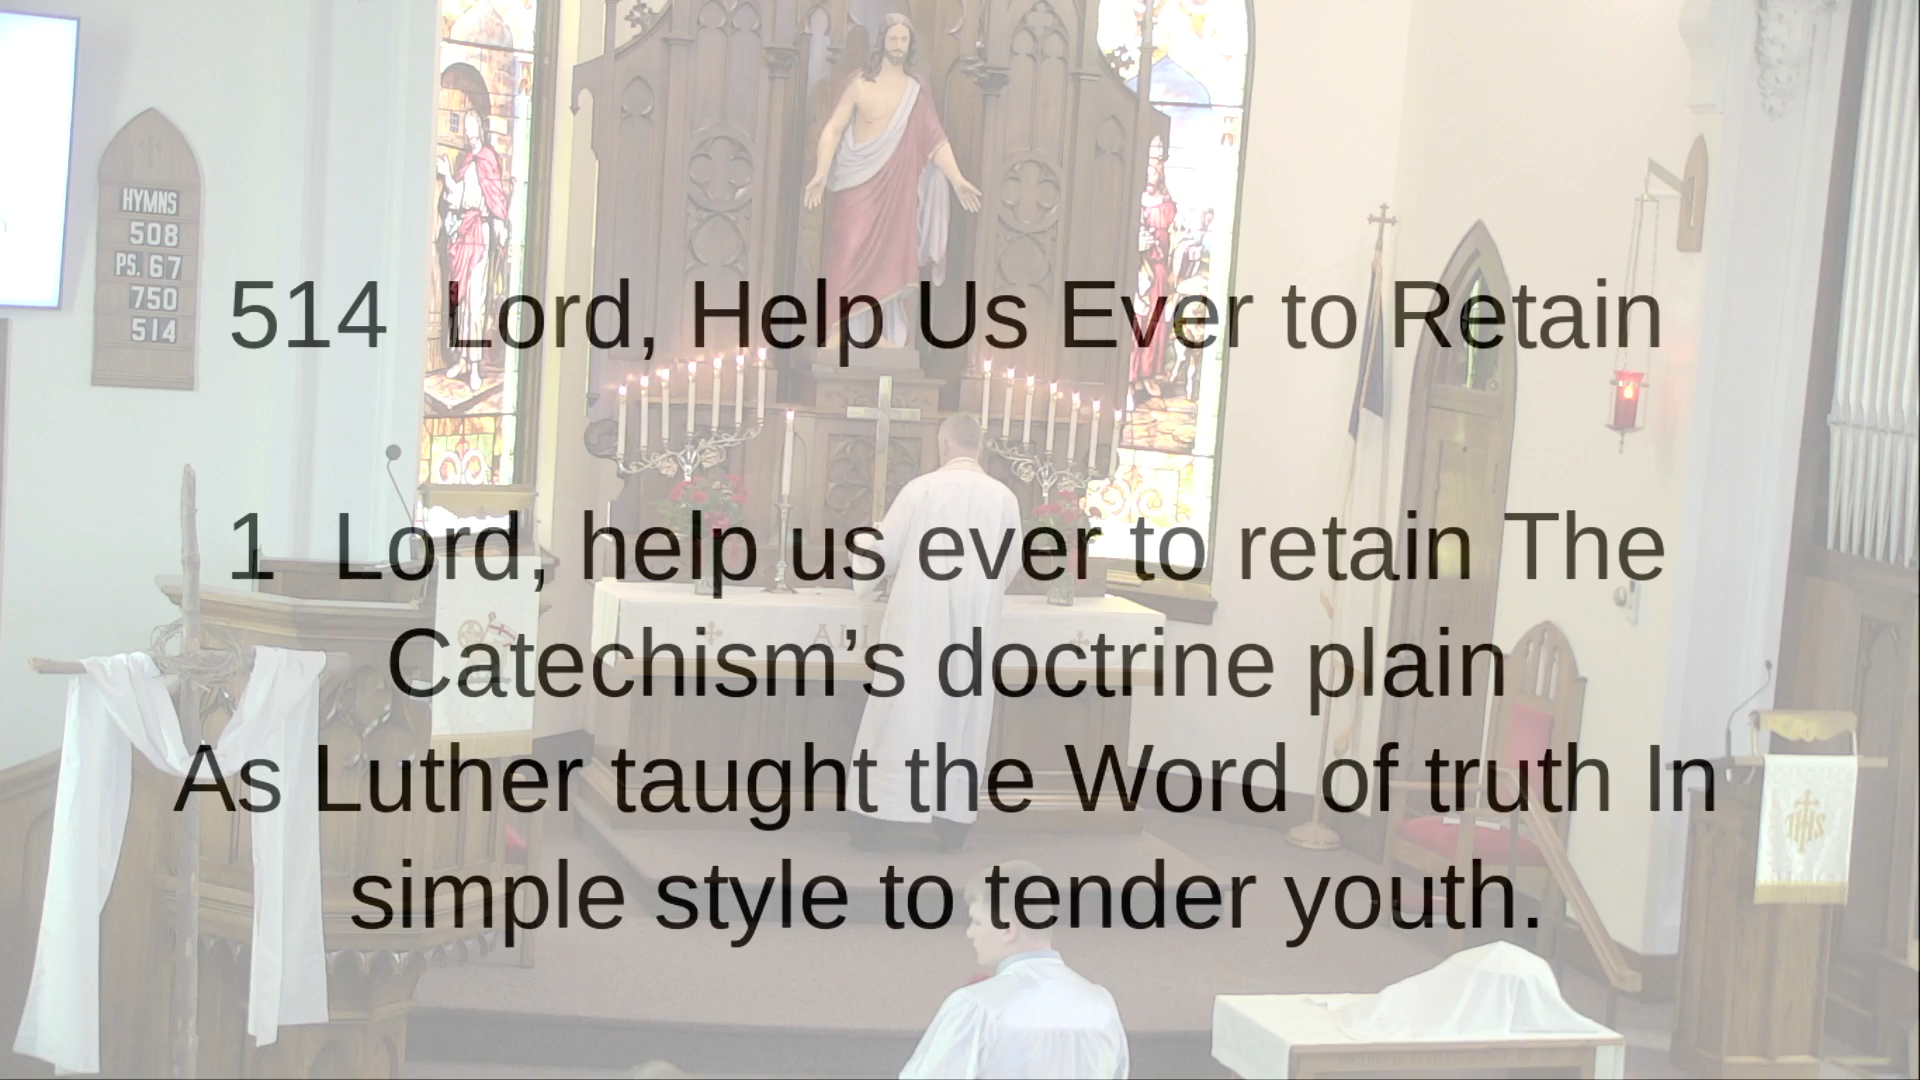 HYMNS
508
PS. 67
750
514
514 Lord, Help Us Ever to Retain
1 Lord, help us ever to retain The
Catechism’s doctrine plain
As Luther taught the Word of truth In
simple style to tender youth.
IHS